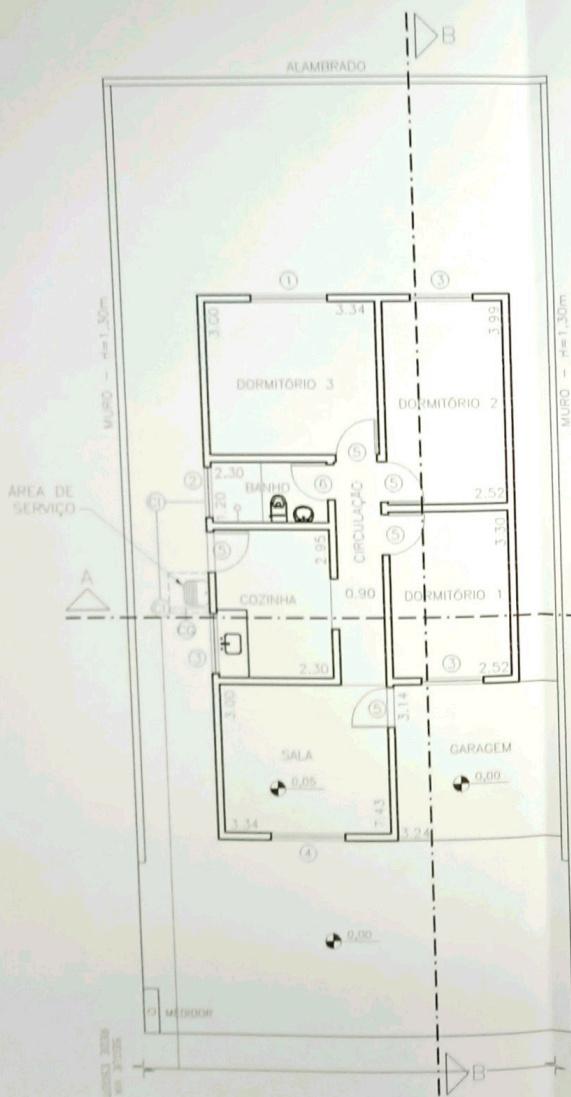 B
ALAMBRADO
MURO - H=1,30m
MURO - H=1,30m
1
3
3.00
3.34
3.99
DORMITÓRIO 3
DORMITÓRIO 2
5
2
2.30
BANHO
6
5
2.52
ÁREA DE
SERVIÇO
1.20
CIRCULAÇÃO
5
2.95
5
3.30
A
COZINHA
0.90
DORMITÓRIO 1
CG
3
2.30
3
2.52
3.00
5
3.14
SALA
GARAGEM
0,05
0,00
3.34
3.24
4
0,00
MEDIDOR
B